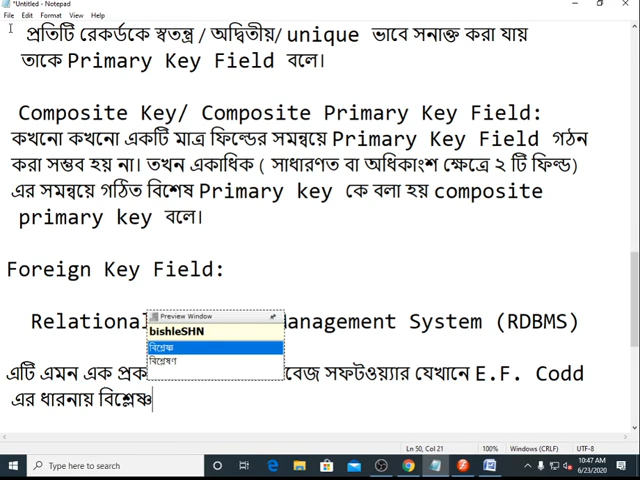 *Untitled - Notepad
File Edit Format View Help
প্রতিটি রেকর্ডকে স্বতন্ত্র / অদ্বিতীয়/ unique ভাবে সনাক্ত করা যায়
তাকে Primary Key Field বলে।
Composite Key/ Composite Primary Key Field:
কখনো কখনো একটি মাত্র ফিল্ডের সমন্বয়ে Primary Key Field গঠন
করা সম্ভব হয় না। তখন একাধিক ( সাধারণত বা অধিকাংশ ক্ষেত্রে ২ টি ফিল্ড)
এর সমন্বয়ে গঠিত বিশেষ Primary key কে বলা হয় composite
primary key বলে।
Foreign Key Field:
Relational Management System (RDBMS)
Preview Window
bishleSHN
বিশ্লেষ্ণ
বিশ্লেষণ
এটি এমন এক প্রক বেজ সফটওয়্যার যেখানে E.F. Codd
এর ধারনায় বিশ্লেষ্ণ
Ln 50, Col 21 100% Windows (CRLF) UTF-8
Type here to search
10:47 AM
6/23/2020